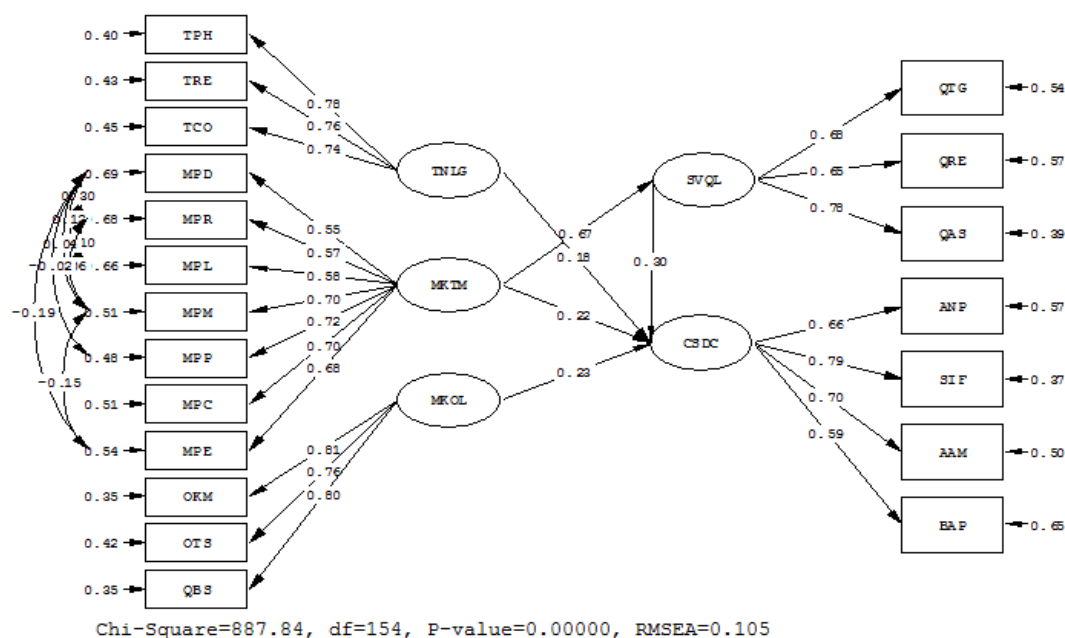 0.40 TPH
0.43 TRE
0.45 TCO
0.69 MPD
0.68 MPR
0.66 MPL
0.51 MPM
0.48 MPP
0.51 MPC
0.54 MPE
0.35 OKM
0.42 OTS
0.35 QBS
-0.19
-0.15
0.78
0.76
0.74
0.55
0.57
0.58
0.70
0.72
0.70
0.68
0.81
0.76
0.80
TNLG
MKTM
MKOL
0.67
0.18
0.22
0.23
0.30
SVQL
CSDC
0.68
0.65
0.78
0.66
0.79
0.70
0.59
QTG 0.54
QRE 0.57
QAS 0.39
ANP 0.57
SIF 0.37
AAM 0.50
BAP 0.65
Chi-Square=887.84, df=154, P-value=0.00000, RMSEA=0.105